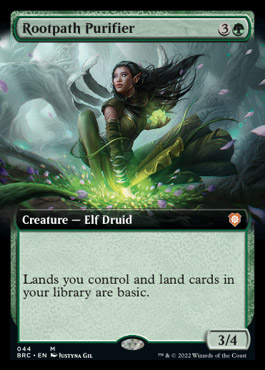 Rootpath Purifier 3
Creature — Elf Druid
Lands you control and land cards in
your library are basic.
3/4
044 M
BRC • EN JUSTYNA GIL ™ & © 2022 Wizards of the Coast